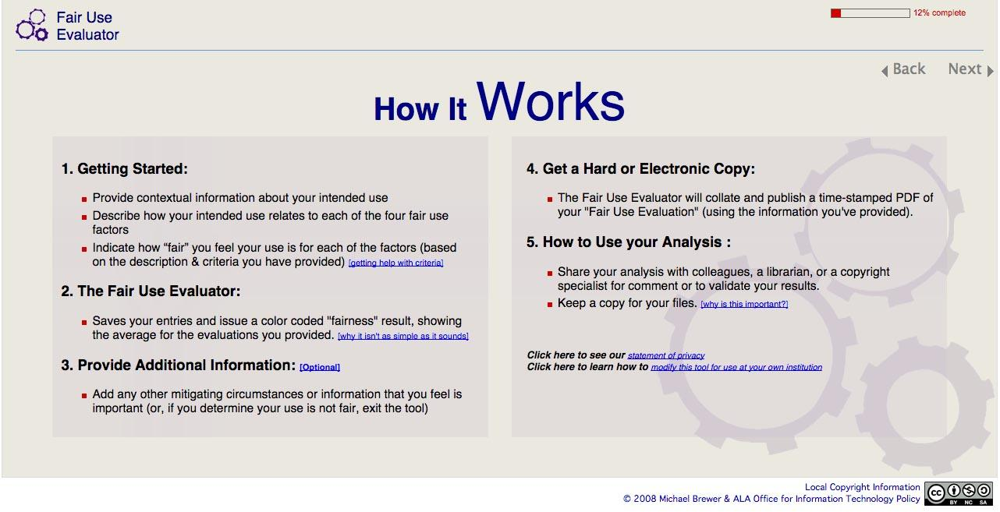 Fair Use
Evaluator
12% complete
Back Next
How It Works
1. Getting Started:
Provide contextual information about your intended use
Describe how your intended use relates to each of the four fair use
factors
Indicate how “fair” you feel your use is for each of the factors (based
on the description & criteria you have provided) [getting help with criteria]
2. The Fair Use Evaluator:
Saves your entries and issue a color coded "fairness" result, showing
the average for the evaluations you provided. [why it isn't as simple as it sounds]
3. Provide Additional Information: [Optional]
Add any other mitigating circumstances or information that you feel is
important (or, if you determine your use is not fair, exit the tool)
4. Get a Hard or Electronic Copy:
The Fair Use Evaluator will collate and publish a time-stamped PDF of
your "Fair Use Evaluation" (using the information you've provided).
5. How to Use your Analysis :
Share your analysis with colleagues, a librarian, or a copyright
specialist for comment or to validate your results.
Keep a copy for your files. [why is this important?]
Click here to see our statement of privacy
Click here to learn how to modify this tool for use at your own institution
Local Copyright Information
© 2008 Michael Brewer & ALA Office for Information Technology Policy
cc BY NC SA